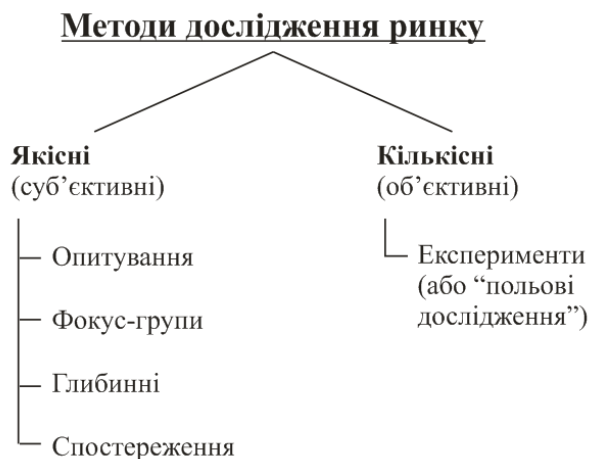 Методи дослідження ринку
Якісні
(суб’єктивні)
Опитування
Фокус-групи
Глибинні
Спостереження
Кількісні
(об’єктивні)
Експерименти
(або “польові
дослідження”)